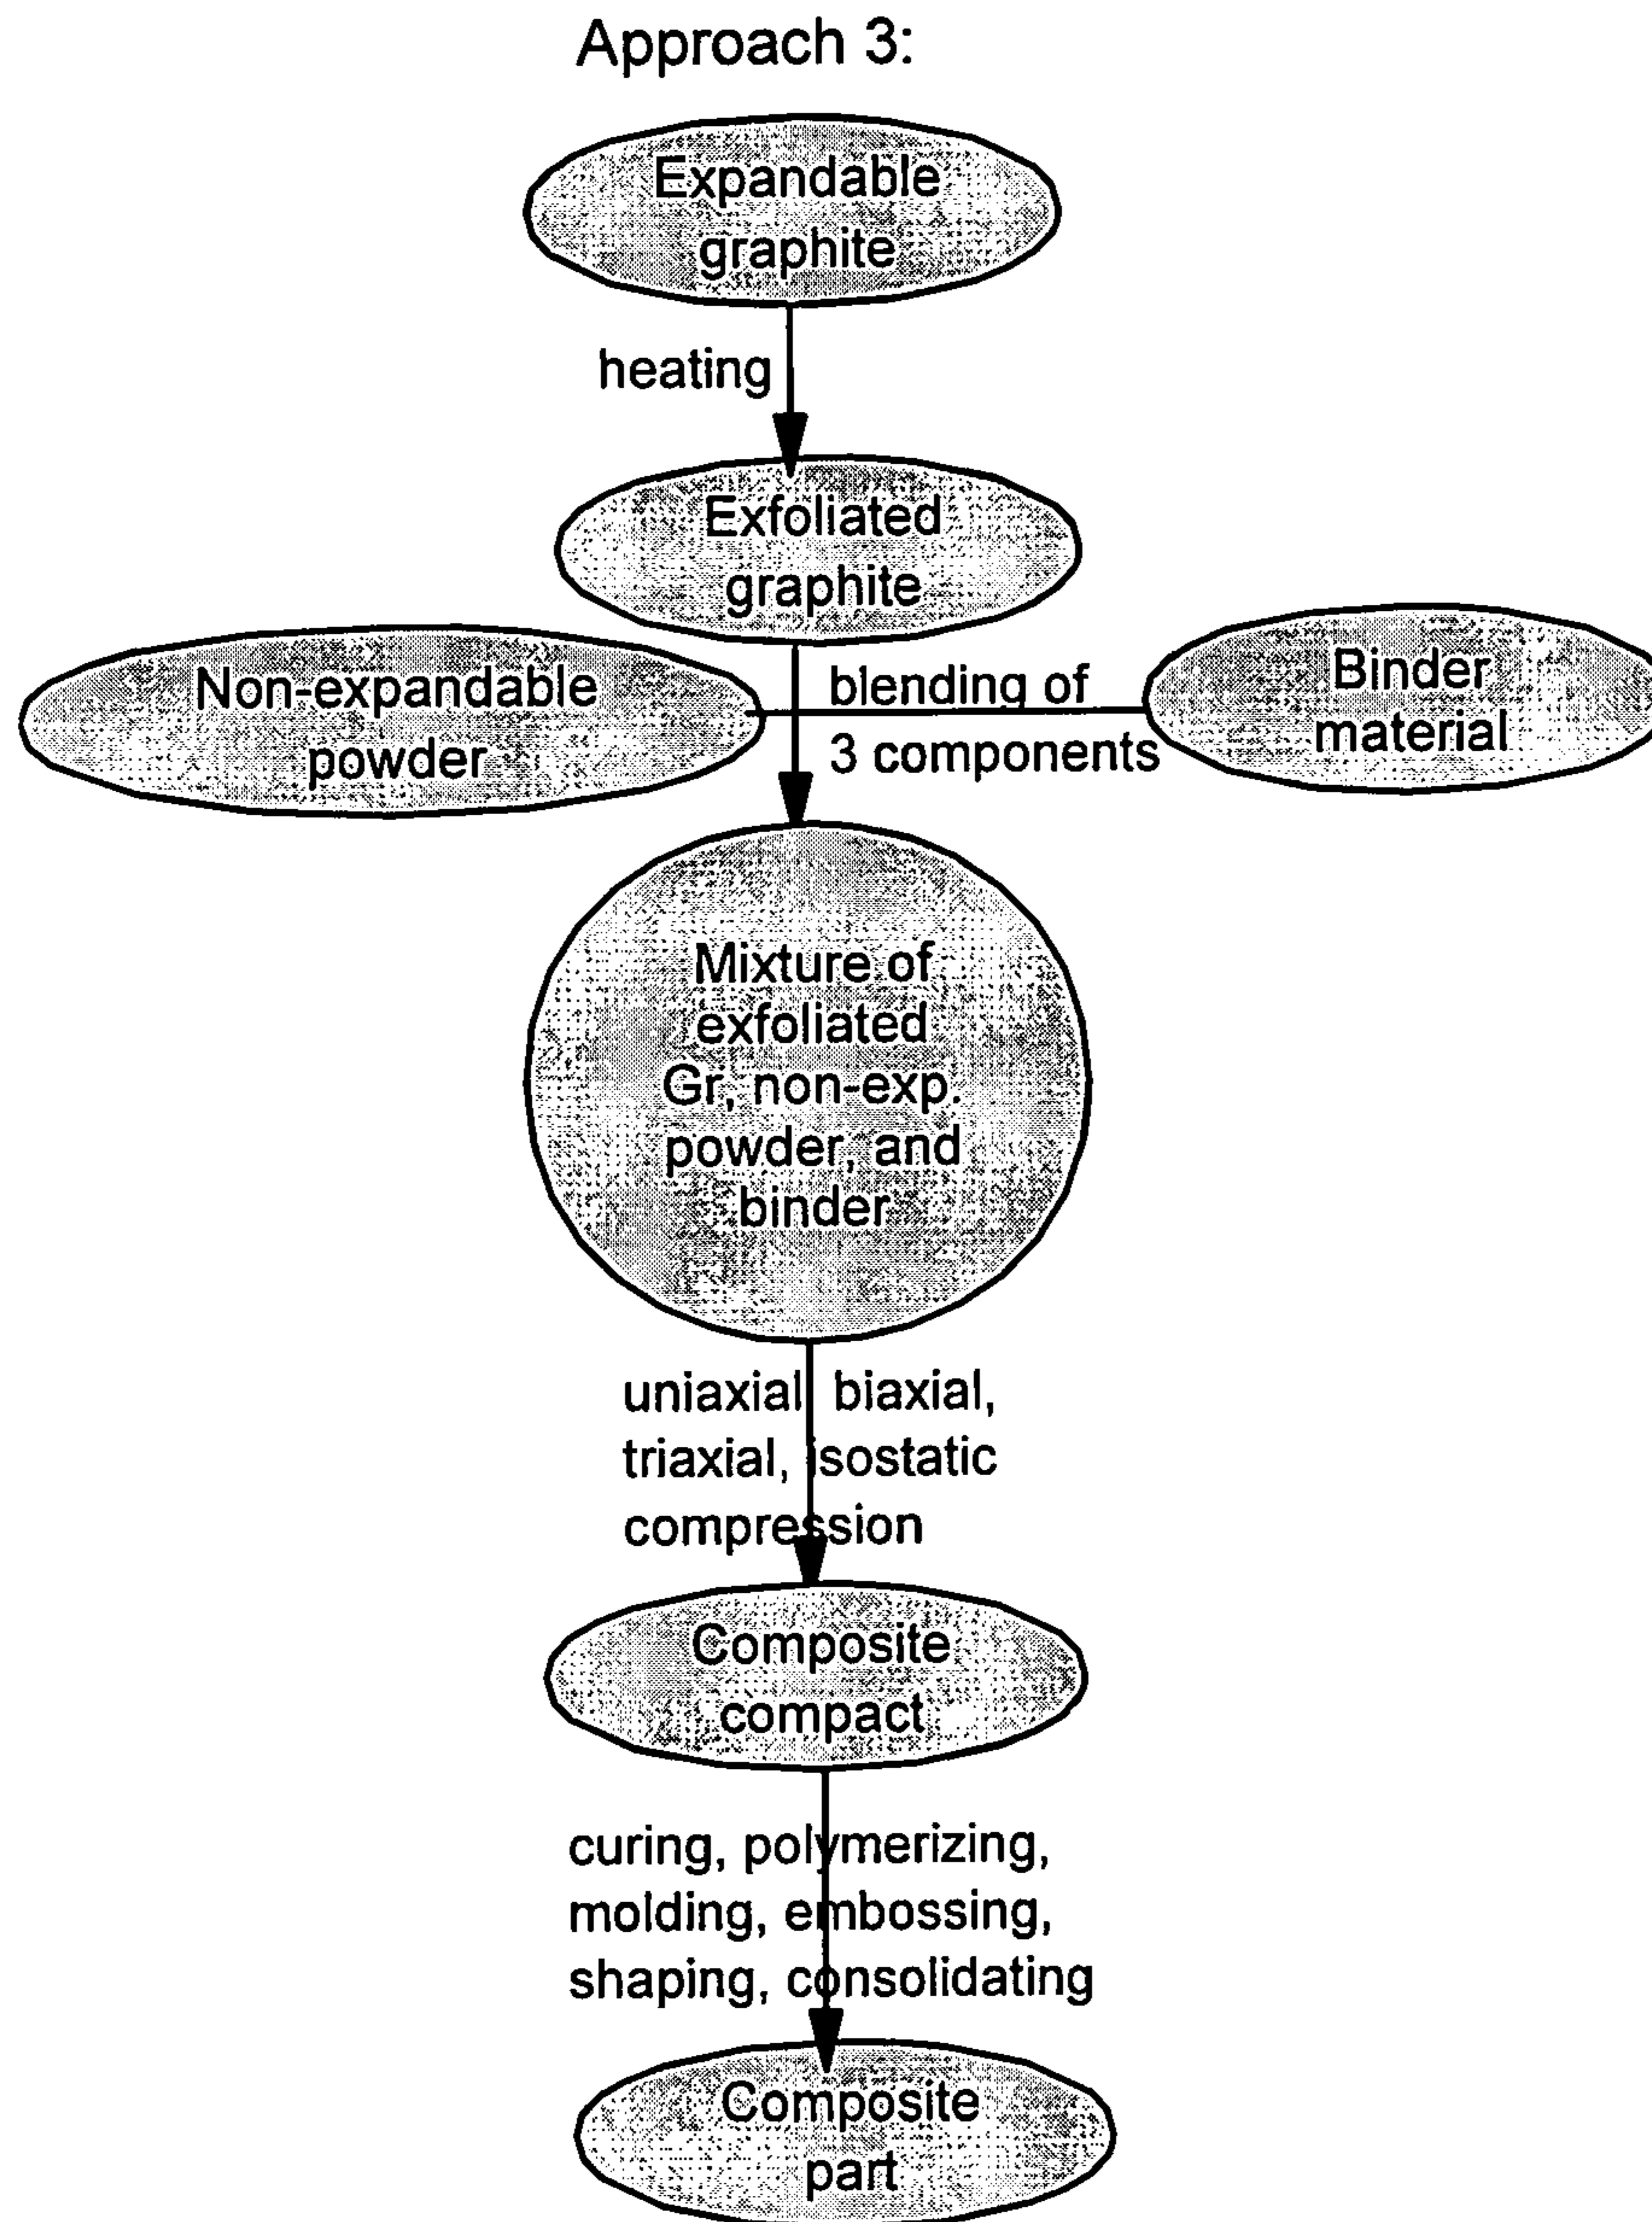 Approach 3:
Expandable
graphite
heating
Exfoliated
graphite
Non-expandable
powder
blending of
3 components
Binder
material
Mixture of
exfoliated
Gr, non-exp.
powder, and
binder
uniaxial, biaxial,
triaxial, isostatic
compression
Composite
compact
curing, polymerizing,
molding, embossing,
shaping, consolidating
Composite
part